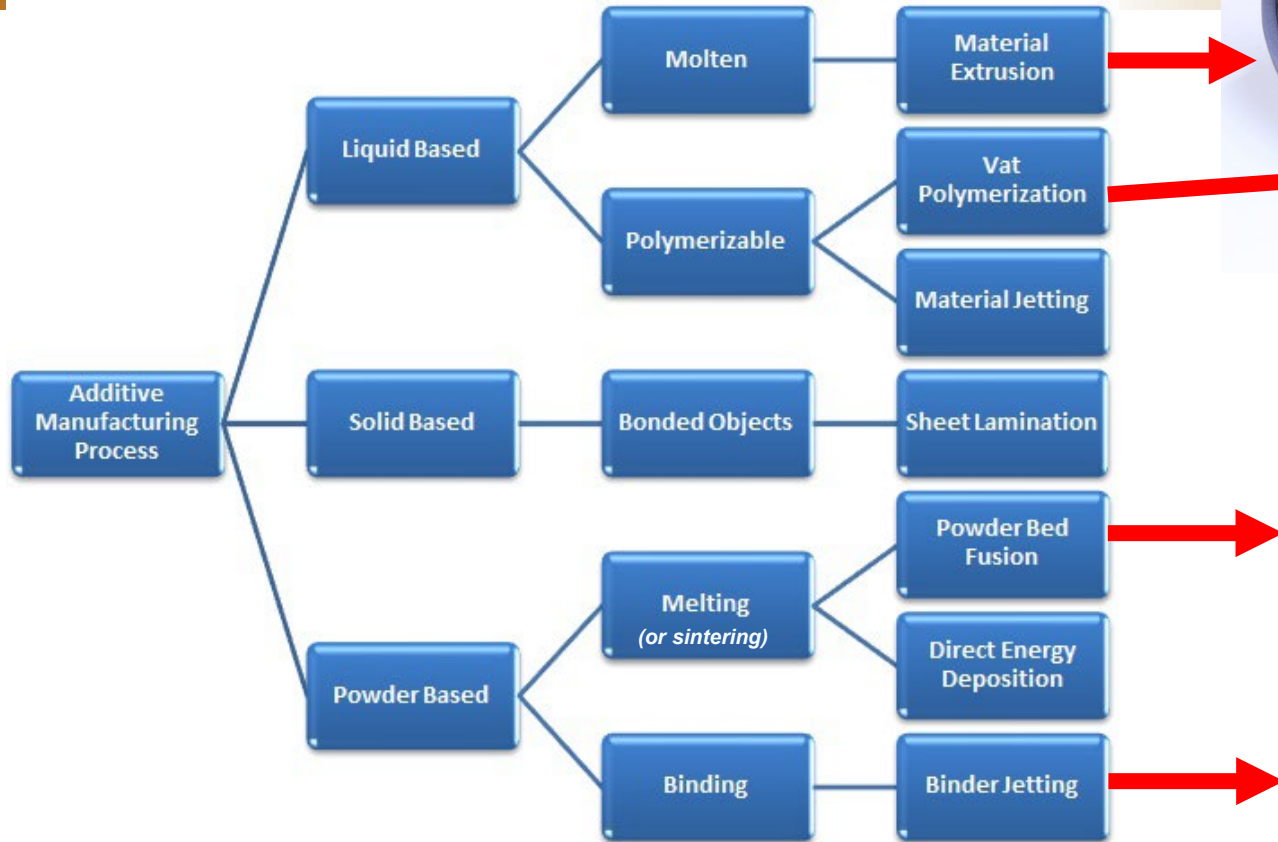 Molten
Material
Extrusion
Liquid Based
Vat
Polymerization
Polymerizable
Material Jetting
Additive
Manufacturing
Process
Solid Based
Bonded Objects
Sheet Lamination
Powder Bed
Fusion
Melting
(or sintering)
Direct Energy
Deposition
Powder Based
Binding
Binder Jetting